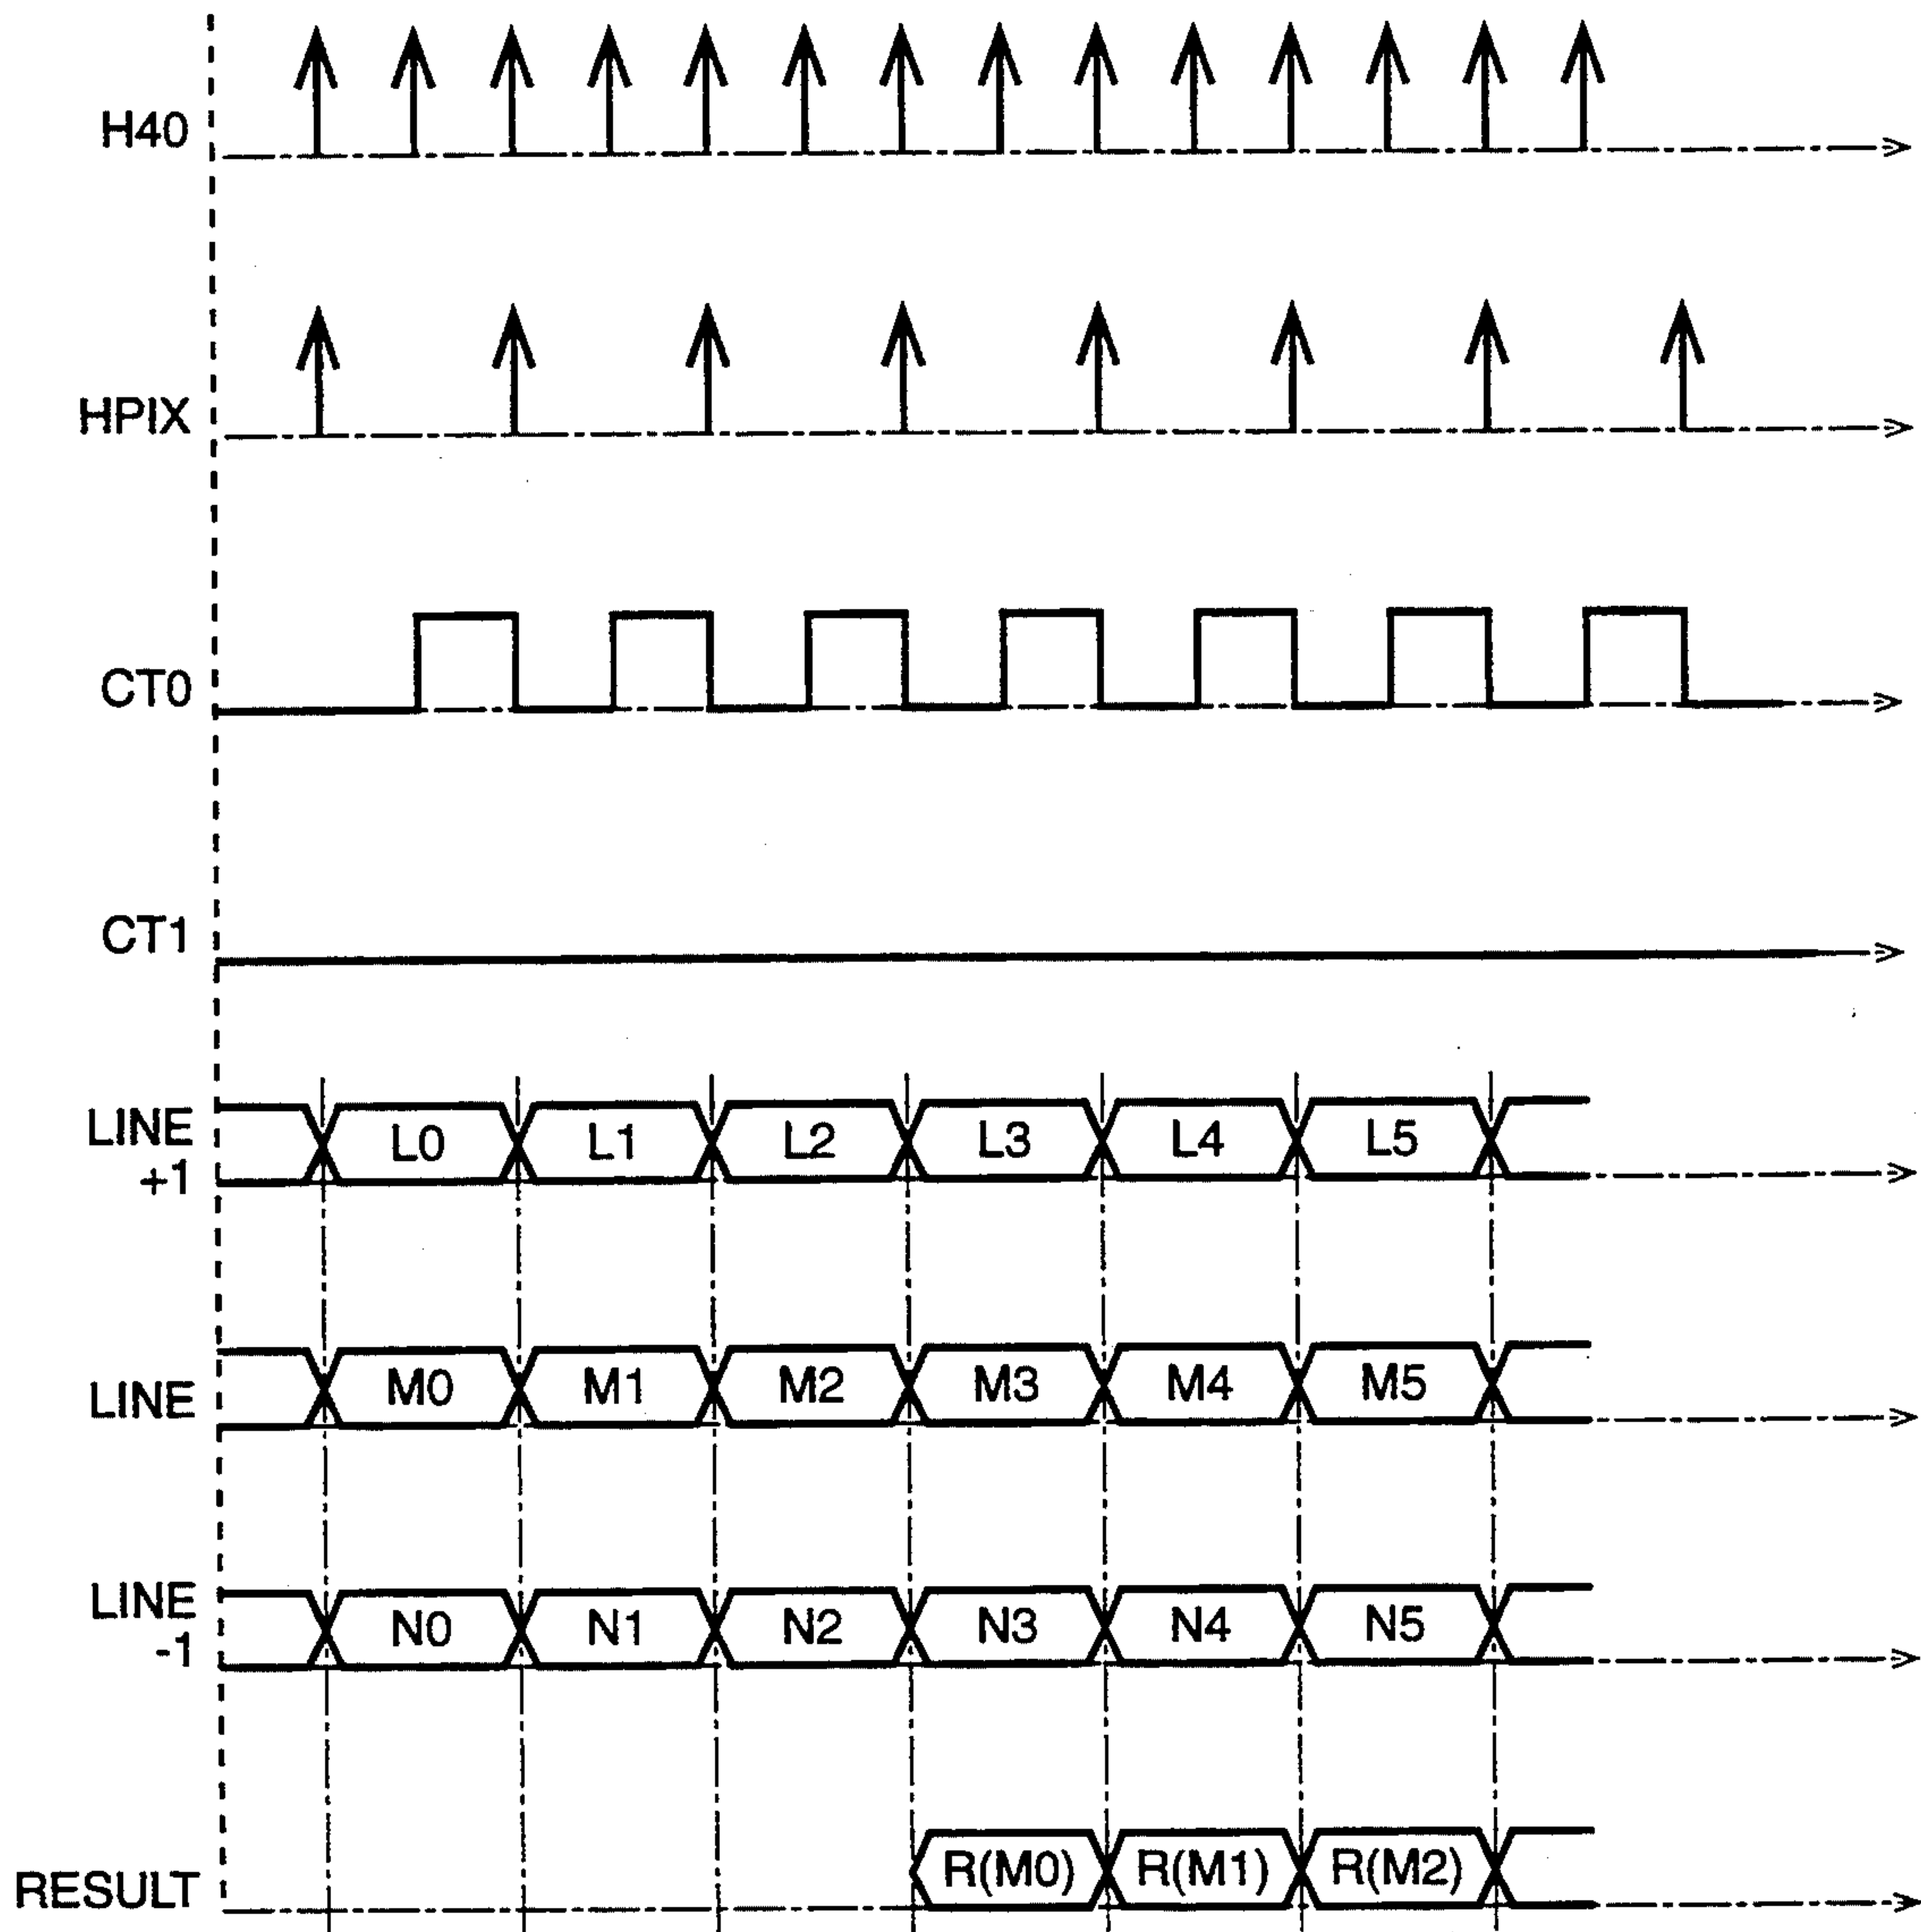 H40
HPIX
CT0
CT1
LINE +1 L0 L1 L2 L3 L4 L5
LINE M0 M1 M2 M3 M4 M5
LINE -1 N0 N1 N2 N3 N4 N5
RESULT R(M0) R(M1) R(M2)